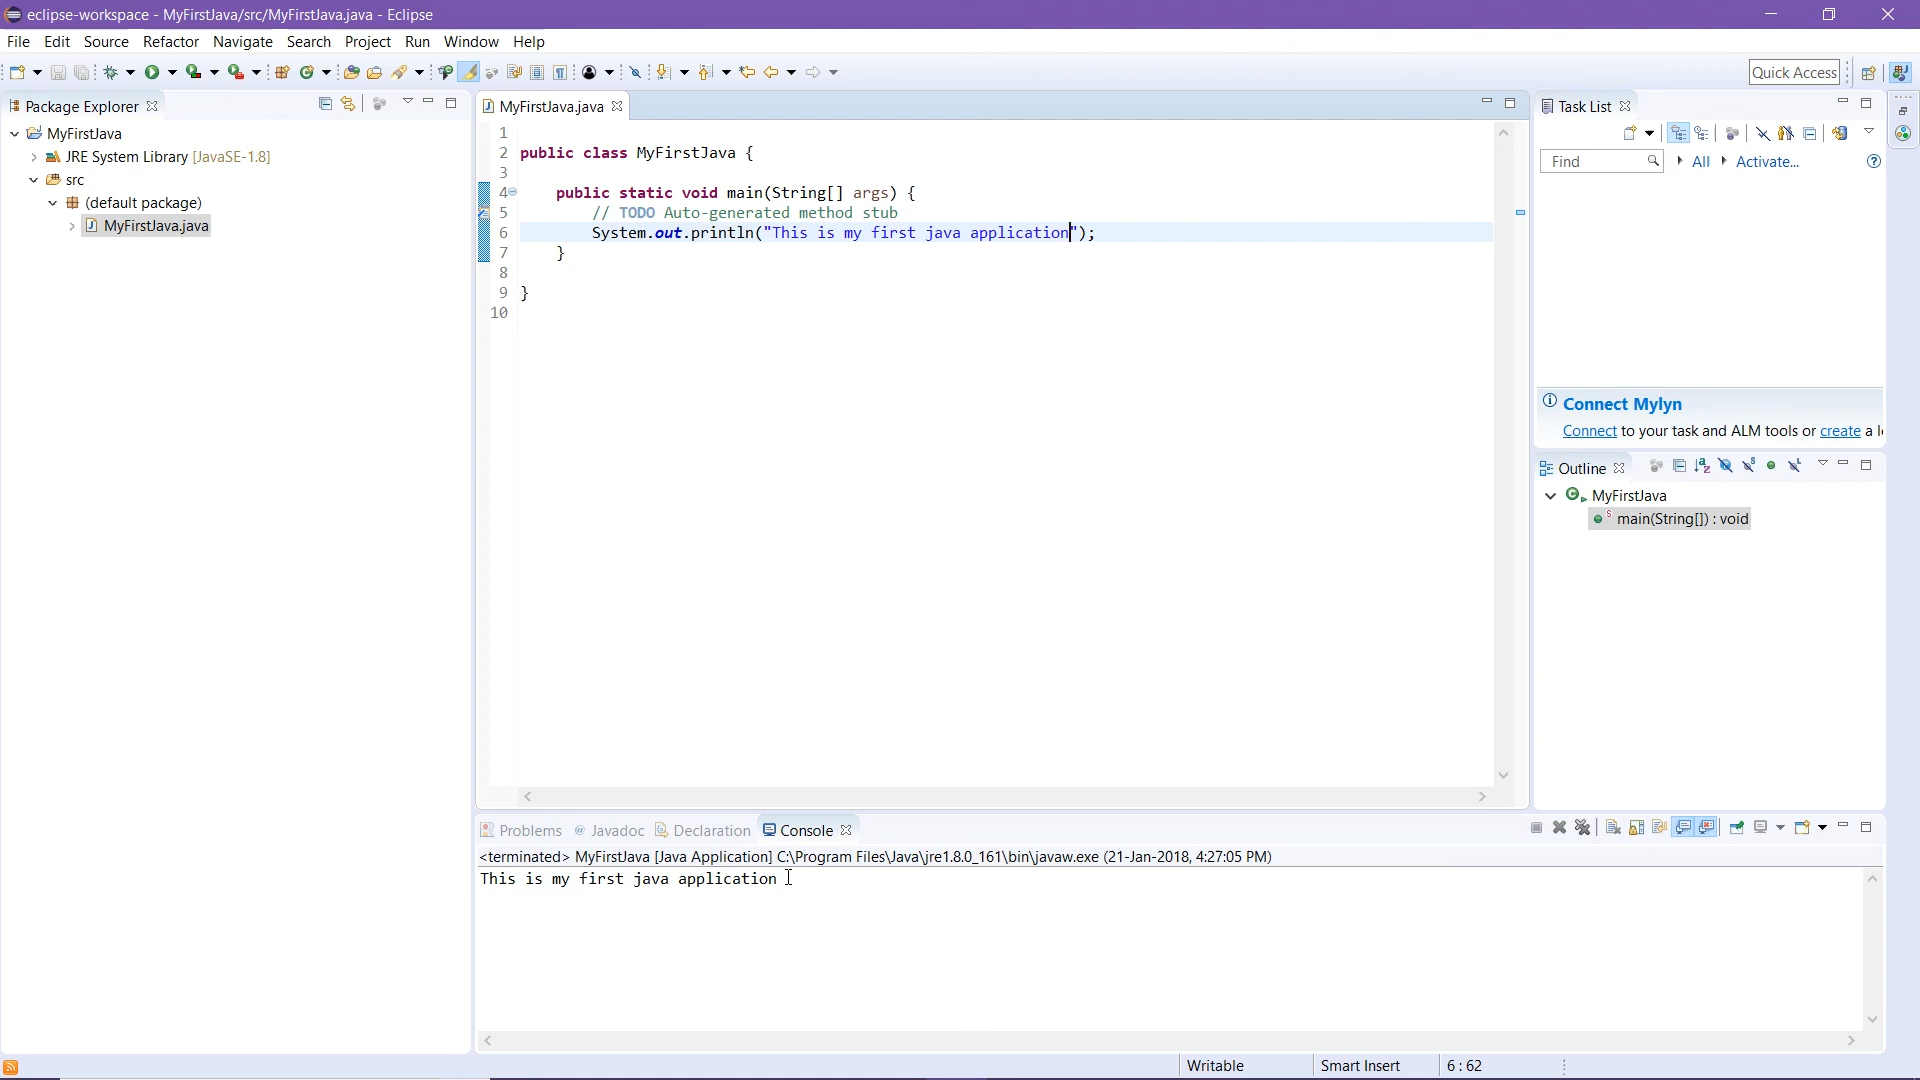 eclipse-workspace - MyFirstJava/src/MyFirstJava.java - Eclipse
File Edit Source Refactor Navigate Search Project Run Window Help
Quick Access
Package Explorer
MyFirstJava
JRE System Library [JavaSE-1.8]
src
(default package)
MyFirstJava.java
MyFirstJava.java
1
2 public class MyFirstJava {
3
4 public static void main(String[] args) {
5 // TODO Auto-generated method stub
6 System.out.println("This is my first java application");
7 }
8
9 }
10
Task List
Find All Activate...
Connect Mylyn
Connect to your task and ALM tools or create a l
Outline
MyFirstJava
main(String[]) : void
Problems @ Javadoc Declaration Console
<terminated> MyFirstJava [Java Application] C:\Program Files\Java\jre1.8.0_161\bin\javaw.exe (21-Jan-2018, 4:27:05 PM)
This is my first java application
Writable Smart Insert 6 : 62